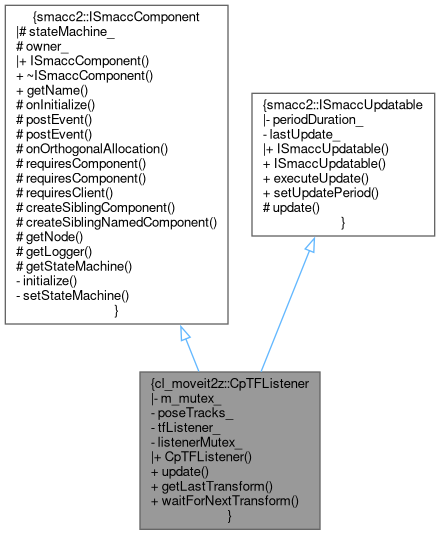 {smacc2::ISmaccComponent
|# stateMachine_
# owner_
|+ ISmaccComponent()
+ ~ISmaccComponent()
+ getName()
# onInitialize()
# postEvent()
# postEvent()
# onOrthogonalAllocation()
# requiresComponent()
# requiresComponent()
# requiresClient()
# createSiblingComponent()
# createSiblingNamedComponent()
# getNode()
# getLogger()
# getStateMachine()
- initialize()
- setStateMachine()
}
{smacc2::ISmaccUpdatable
|- periodDuration_
- lastUpdate_
|+ ISmaccUpdatable()
+ ISmaccUpdatable()
+ executeUpdate()
+ setUpdatePeriod()
# update()
}
{cl_moveit2z::CpTFListener
|- m_mutex_
- poseTracks_
- tfListener_
- listenerMutex_
|+ CpTFListener()
+ update()
+ getLastTransform()
+ waitForNextTransform()
}